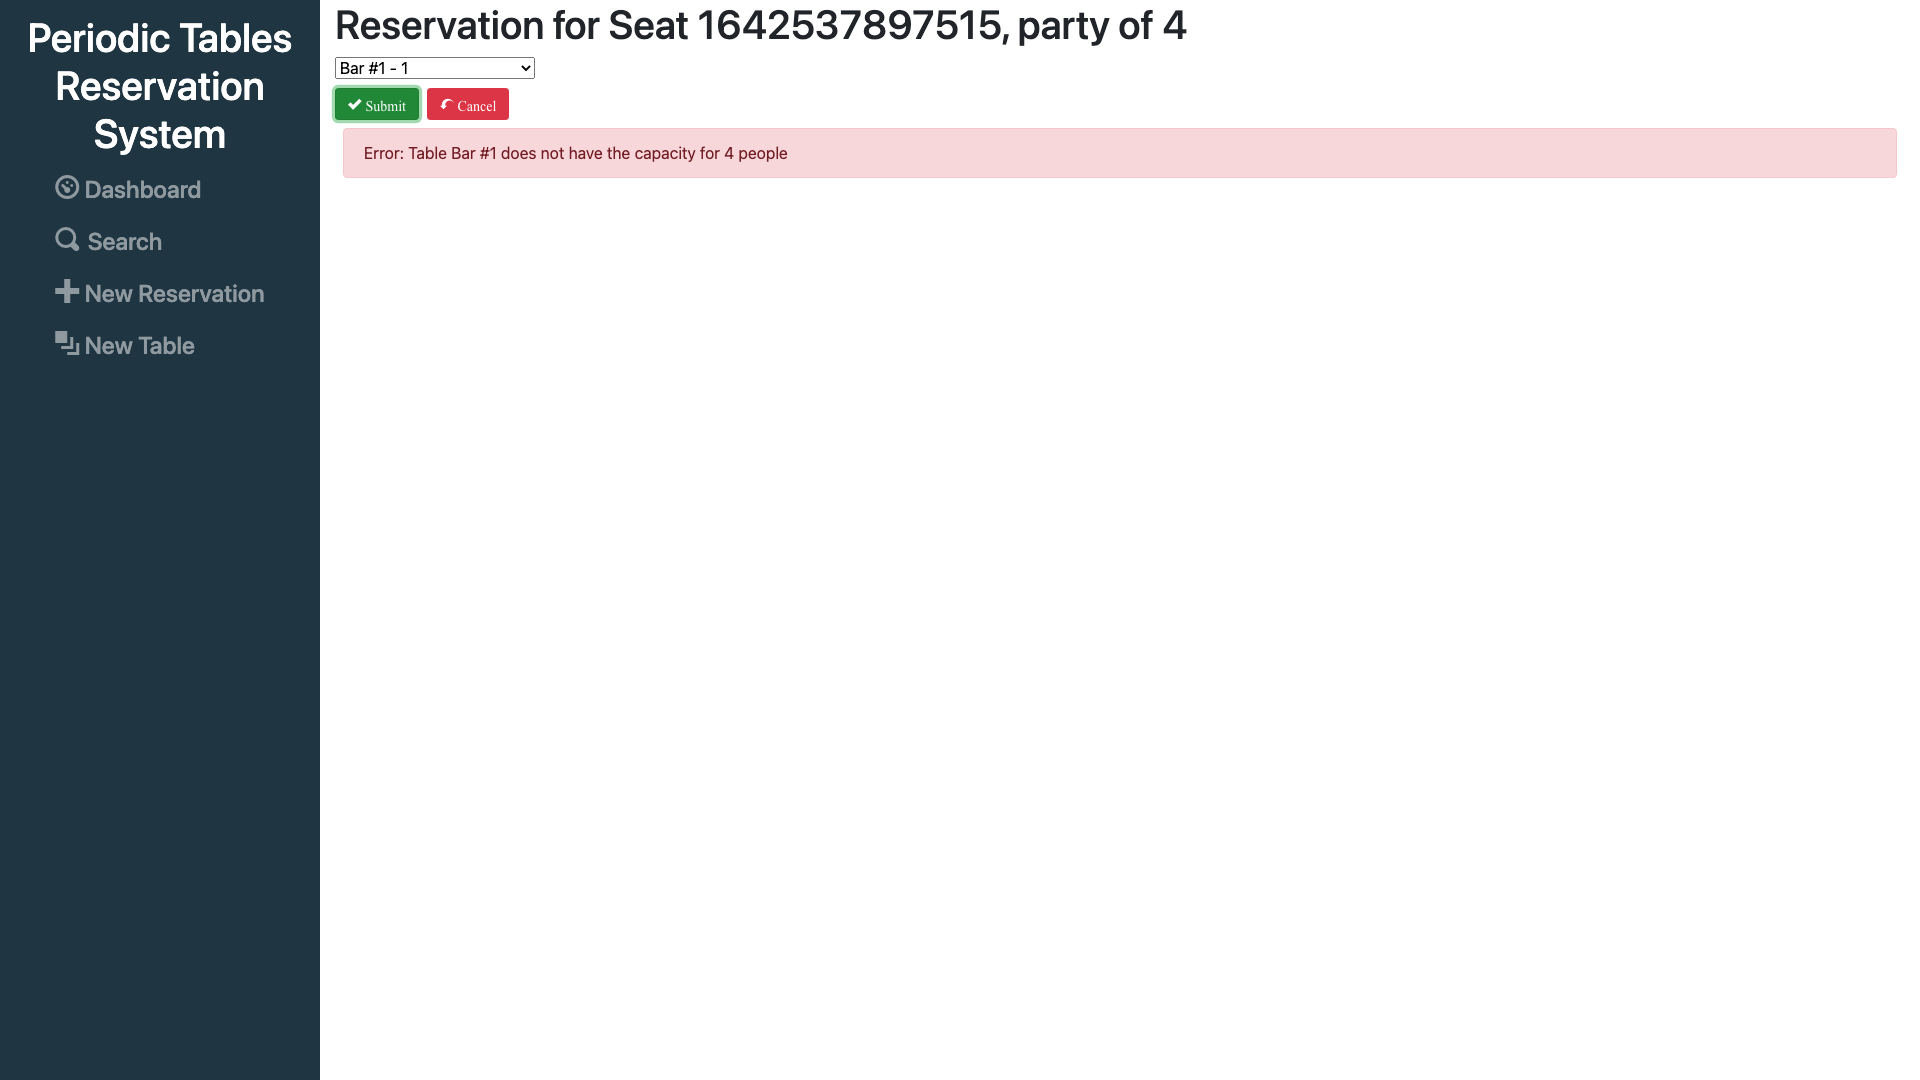 Periodic Tables
Reservation
System
Dashboard
Search
New Reservation
New Table
Reservation for Seat 1642537897515, party of 4
Bar #1 - 1
Submit Cancel
Error: Table Bar #1 does not have the capacity for 4 people